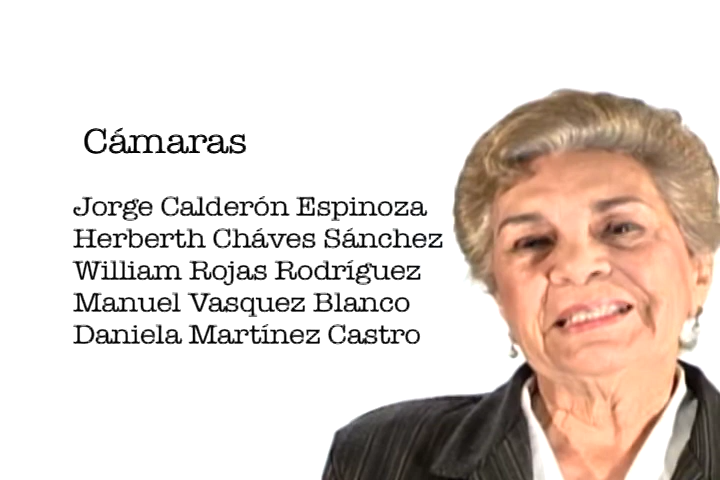 Cámaras
Jorge Calderón Espinoza
Herberth Cháves Sánchez
William Rojas Rodríguez
Manuel Vasquez Blanco
Daniela Martínez Castro